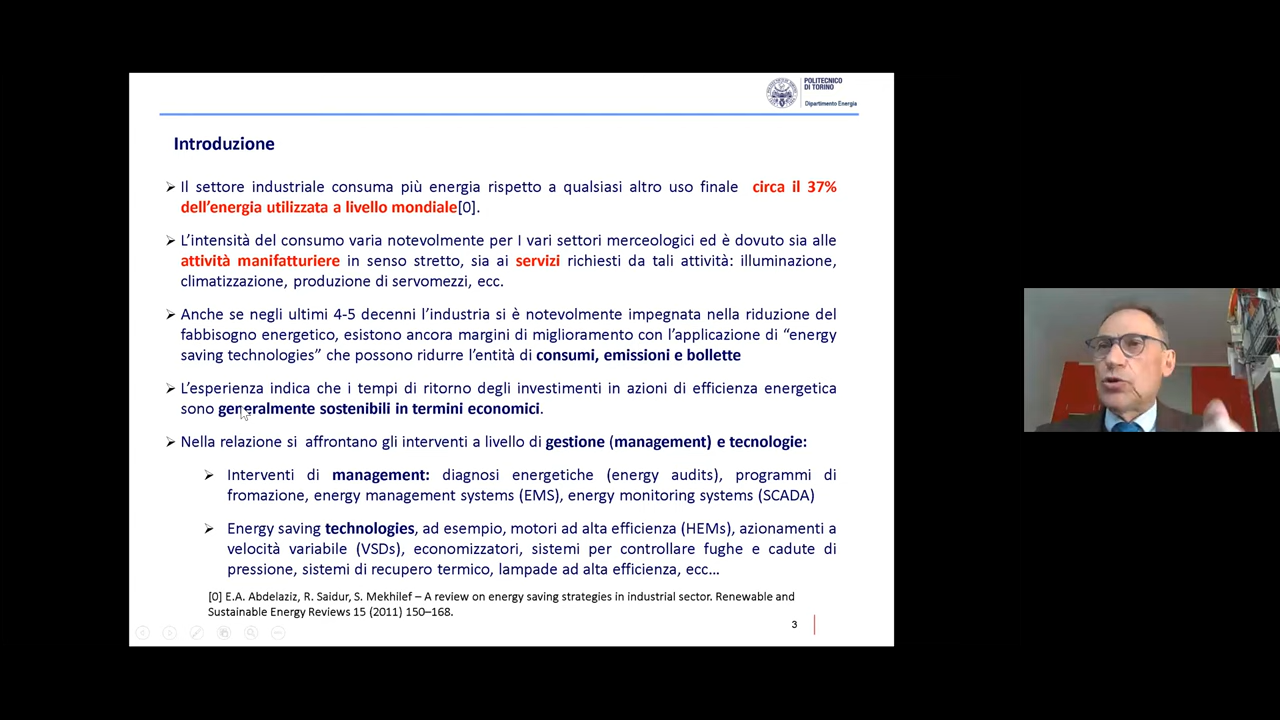 POLITECNICO
DI TORINO
Dipartimento Energia
Introduzione
Il settore industriale consuma più energia rispetto a qualsiasi altro uso finale circa il 37%
dell’energia utilizzata a livello mondiale[0].
L’intensità del consumo varia notevolmente per I vari settori merceologici ed è dovuto sia alle
attività manifatturiere in senso stretto, sia ai servizi richiesti da tali attività: illuminazione,
climatizzazione, produzione di servomezzi, ecc.
Anche se negli ultimi 4-5 decenni l’industria si è notevolmente impegnata nella riduzione del
fabbisogno energetico, esistono ancora margini di miglioramento con l’applicazione di “energy
saving technologies” che possono ridurre l’entità di consumi, emissioni e bollette
L’esperienza indica che i tempi di ritorno degli investimenti in azioni di efficienza energetica
sono generalmente sostenibili in termini economici.
Nella relazione si affrontano gli interventi a livello di gestione (management) e tecnologie:
Interventi di management: diagnosi energetiche (energy audits), programmi di
fromazione, energy management systems (EMS), energy monitoring systems (SCADA)
Energy saving technologies, ad esempio, motori ad alta efficienza (HEMs), azionamenti a
velocità variabile (VSDs), economizzatori, sistemi per controllare fughe e cadute di
pressione, sistemi di recupero termico, lampade ad alta efficienza, ecc…
[0] E.A. Abdelaziz, R. Saidur, S. Mekhilef – A review on energy saving strategies in industrial sector. Renewable and
Sustainable Energy Reviews 15 (2011) 150–168.
3